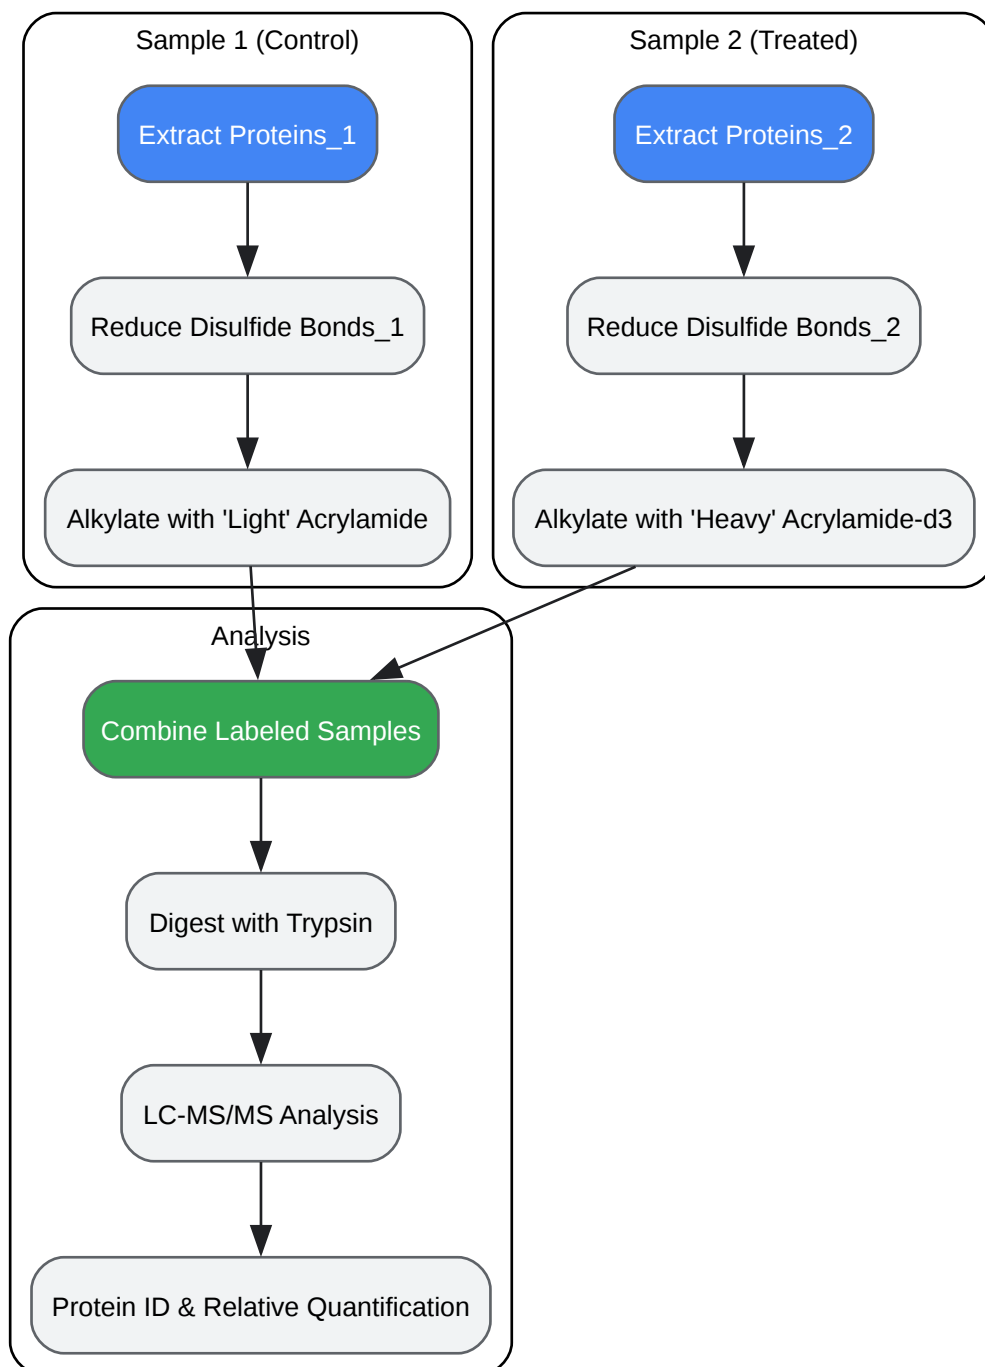 Sample 1 (Control)
Extract Proteins_1
Reduce Disulfide Bonds_1
Alkylate with 'Light' Acrylamide
Sample 2 (Treated)
Extract Proteins_2
Reduce Disulfide Bonds_2
Alkylate with 'Heavy' Acrylamide-d3
Analysis
Combine Labeled Samples
Digest with Trypsin
LC-MS/MS Analysis
Protein ID & Relative Quantification